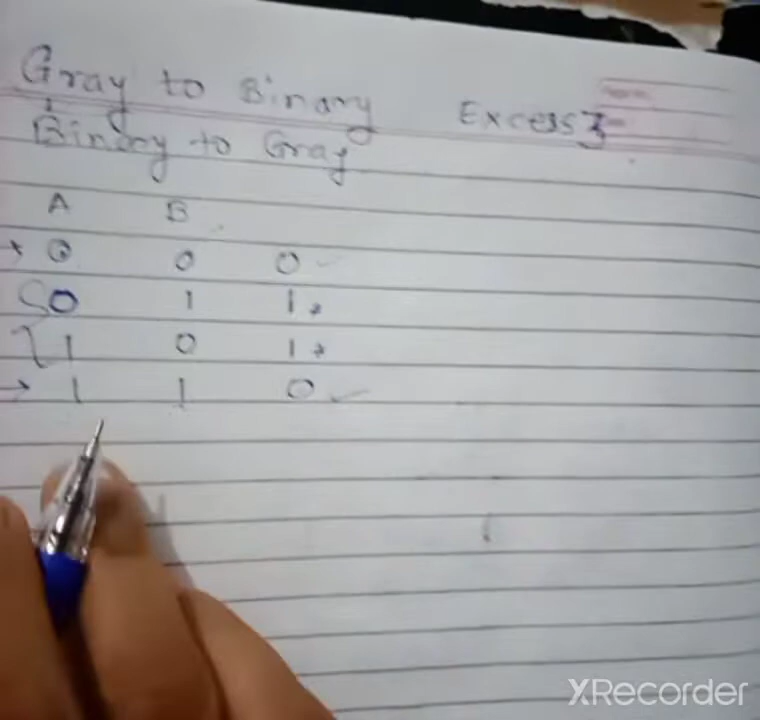 Gray to Binary Excess 3
Binary to Gray
A B
0 0 0
0 1 1
1 0 1
1 1 0
XRecorder